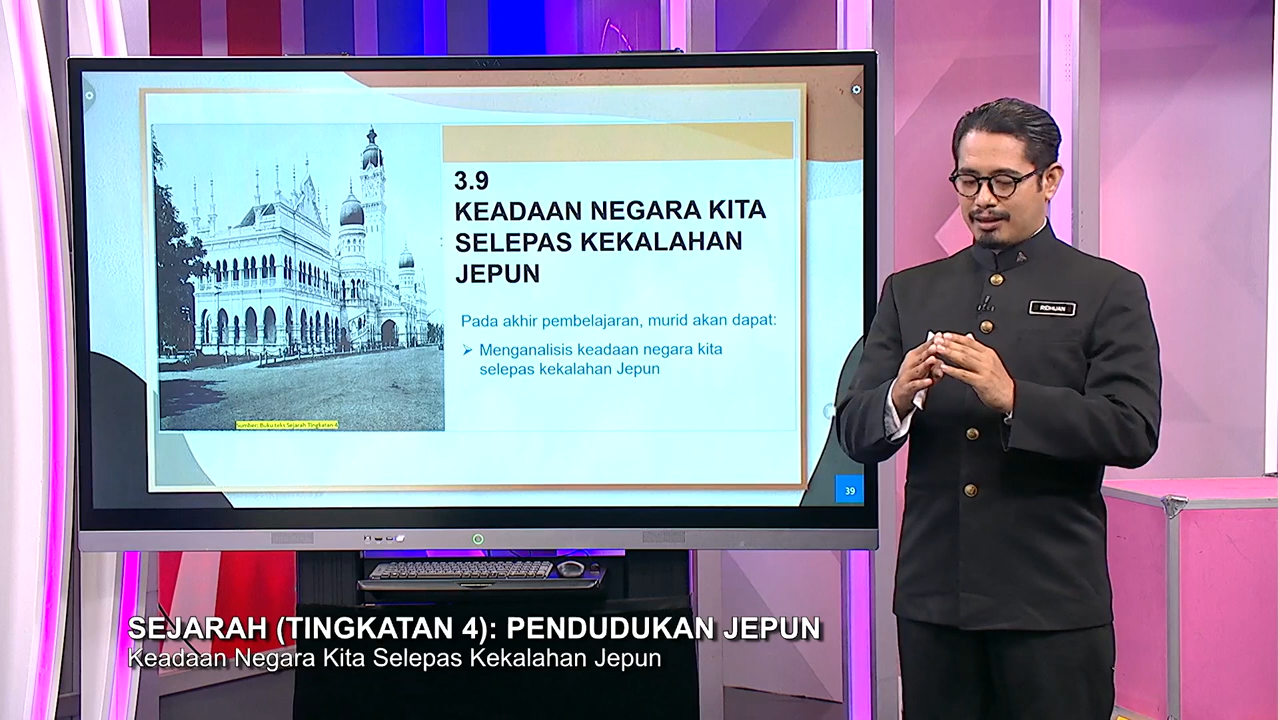 3.9
KEADAAN NEGARA KITA
SELEPAS KEKALAHAN
JEPUN
Pada akhir pembelajaran, murid akan dapat:
➢ Menganalisis keadaan negara kita
selepas kekalahan Jepun
Sumber: Buku teks Sejarah Tingkatan 4
39
RIDHUAN
SEJARAH (TINGKATAN 4): PENDUDUKAN JEPUN
Keadaan Negara Kita Selepas Kekalahan Jepun